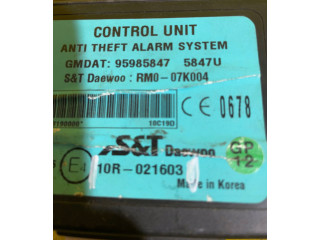 CONTROL UNIT
ANTI THEFT ALARM SYSTEM
GMDAT: 95985847 5847U
S&T Daewoo : RM0-07K004
10C19D
CE 0678
S&T Daewoo
GP
12
E4
10R-021603
Made in Korea